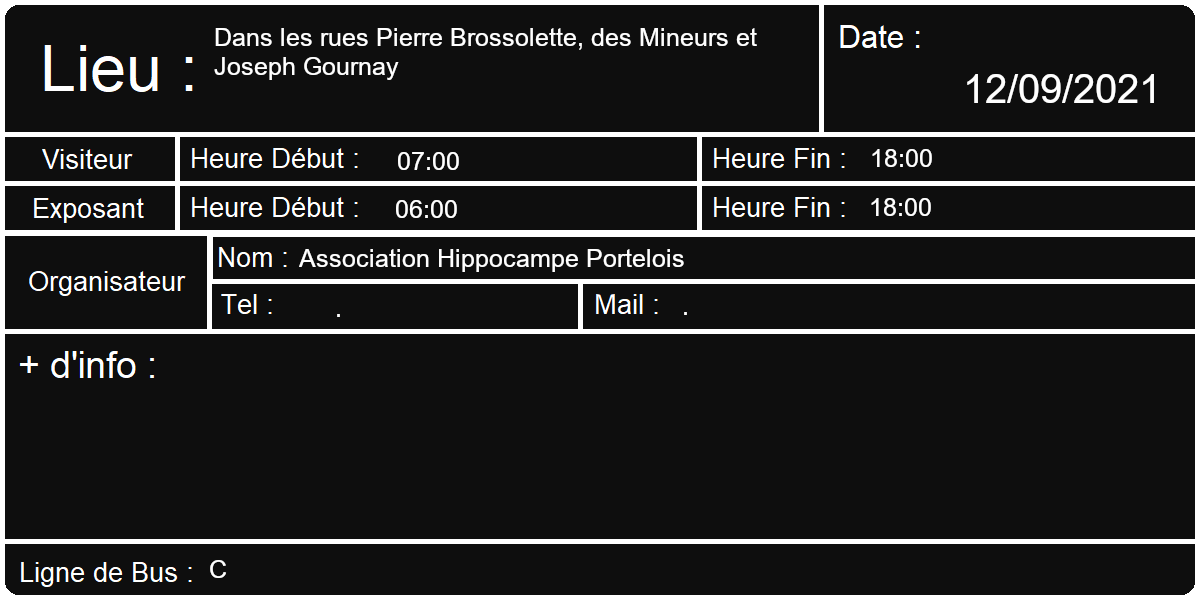 Lieu :
Dans les rues Pierre Brossolette, des Mineurs et
Joseph Gournay
Date :
12/09/2021
Visiteur
Heure Début : 07:00
Heure Fin : 18:00
Exposant
Heure Début : 06:00
Heure Fin : 18:00
Organisateur
Nom : Association Hippocampe Portelois
Tel : .
Mail : .
+ d'info :
Ligne de Bus : C